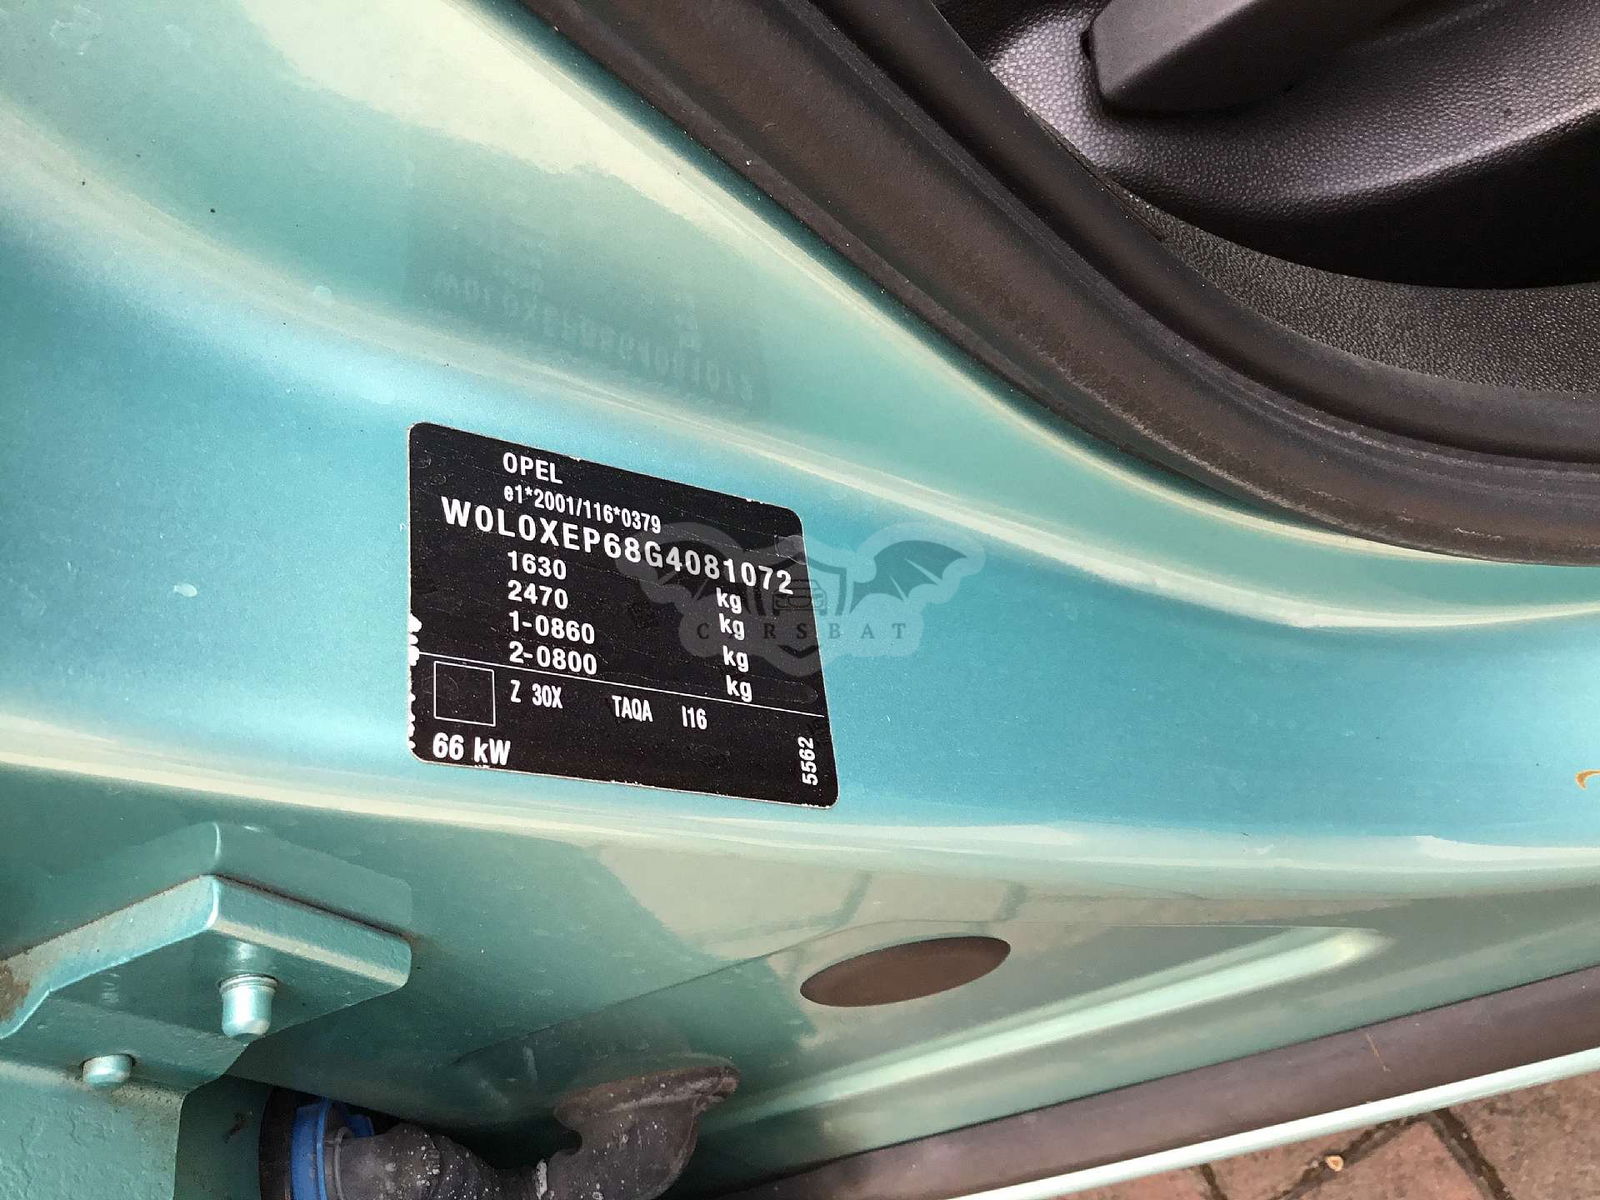 OPEL
e1*2001/116*0379
W0L0XEP68G4081072
1630 kg
2470 kg
1-0860 kg
2-0800 kg
Z 30X TAQA I16
66 kW
5562
C RSBAT